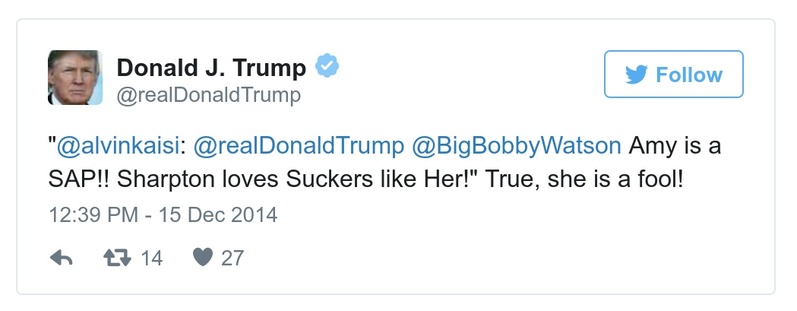 Donald J. Trump
@realDonaldTrump
Follow
"@alvinkaisi: @realDonaldTrump @BigBobbyWatson Amy is a
SAP!! Sharpton loves Suckers like Her!" True, she is a fool!
12:39 PM - 15 Dec 2014
14 27